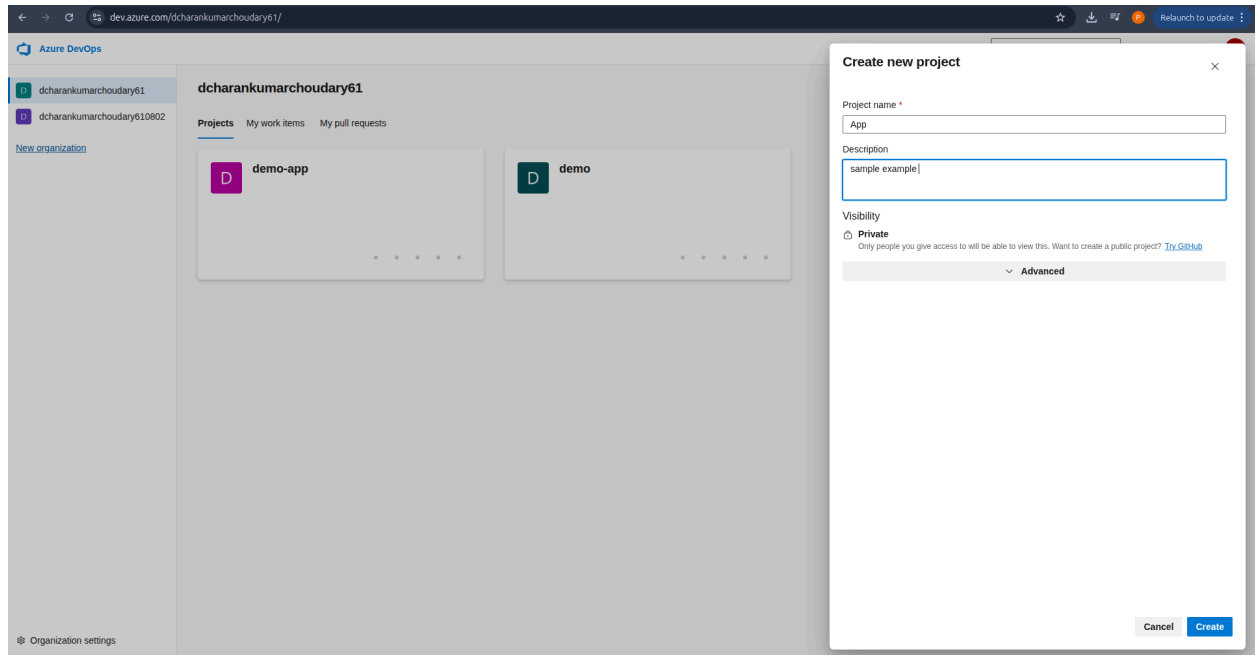 dev.azure.com/dcharankumarchoudary61/
Relaunch to update
P
Azure DevOps
D dcharankumarchoudary61
D dcharankumarchoudary610802
New organization
dcharankumarchoudary61
Projects My work items My pull requests
D demo-app
D demo
Organization settings
Create new project
Project name *
App
Description
sample example
Visibility
Private
Only people you give access to will be able to view this. Want to create a public project? Try GitHub
Advanced
Cancel Create